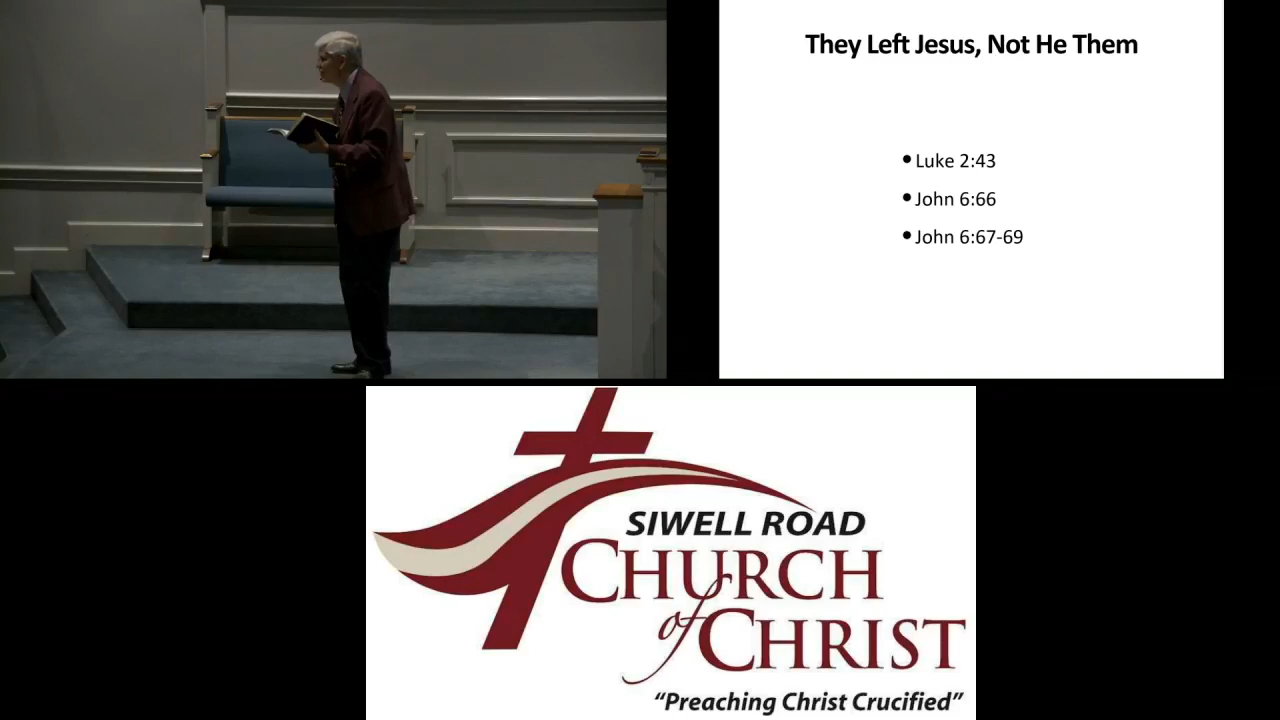 They Left Jesus, Not He Them
• Luke 2:43
• John 6:66
• John 6:67-69
SIWELL ROAD
CHURCH
of CHRIST
“Preaching Christ Crucified”